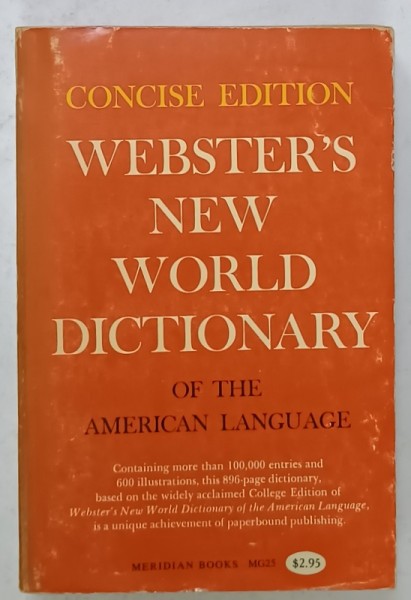 CONCISE EDITION
WEBSTER'S
NEW
WORLD
DICTIONARY
OF THE
AMERICAN LANGUAGE
Containing more than 100,000 entries and
600 illustrations, this 896-page dictionary,
based on the widely acclaimed College Edition of
Webster's New World Dictionary of the American Language,
is a unique achievement of paperbound publishing.
MERIDIAN BOOKS MG25 $2.95